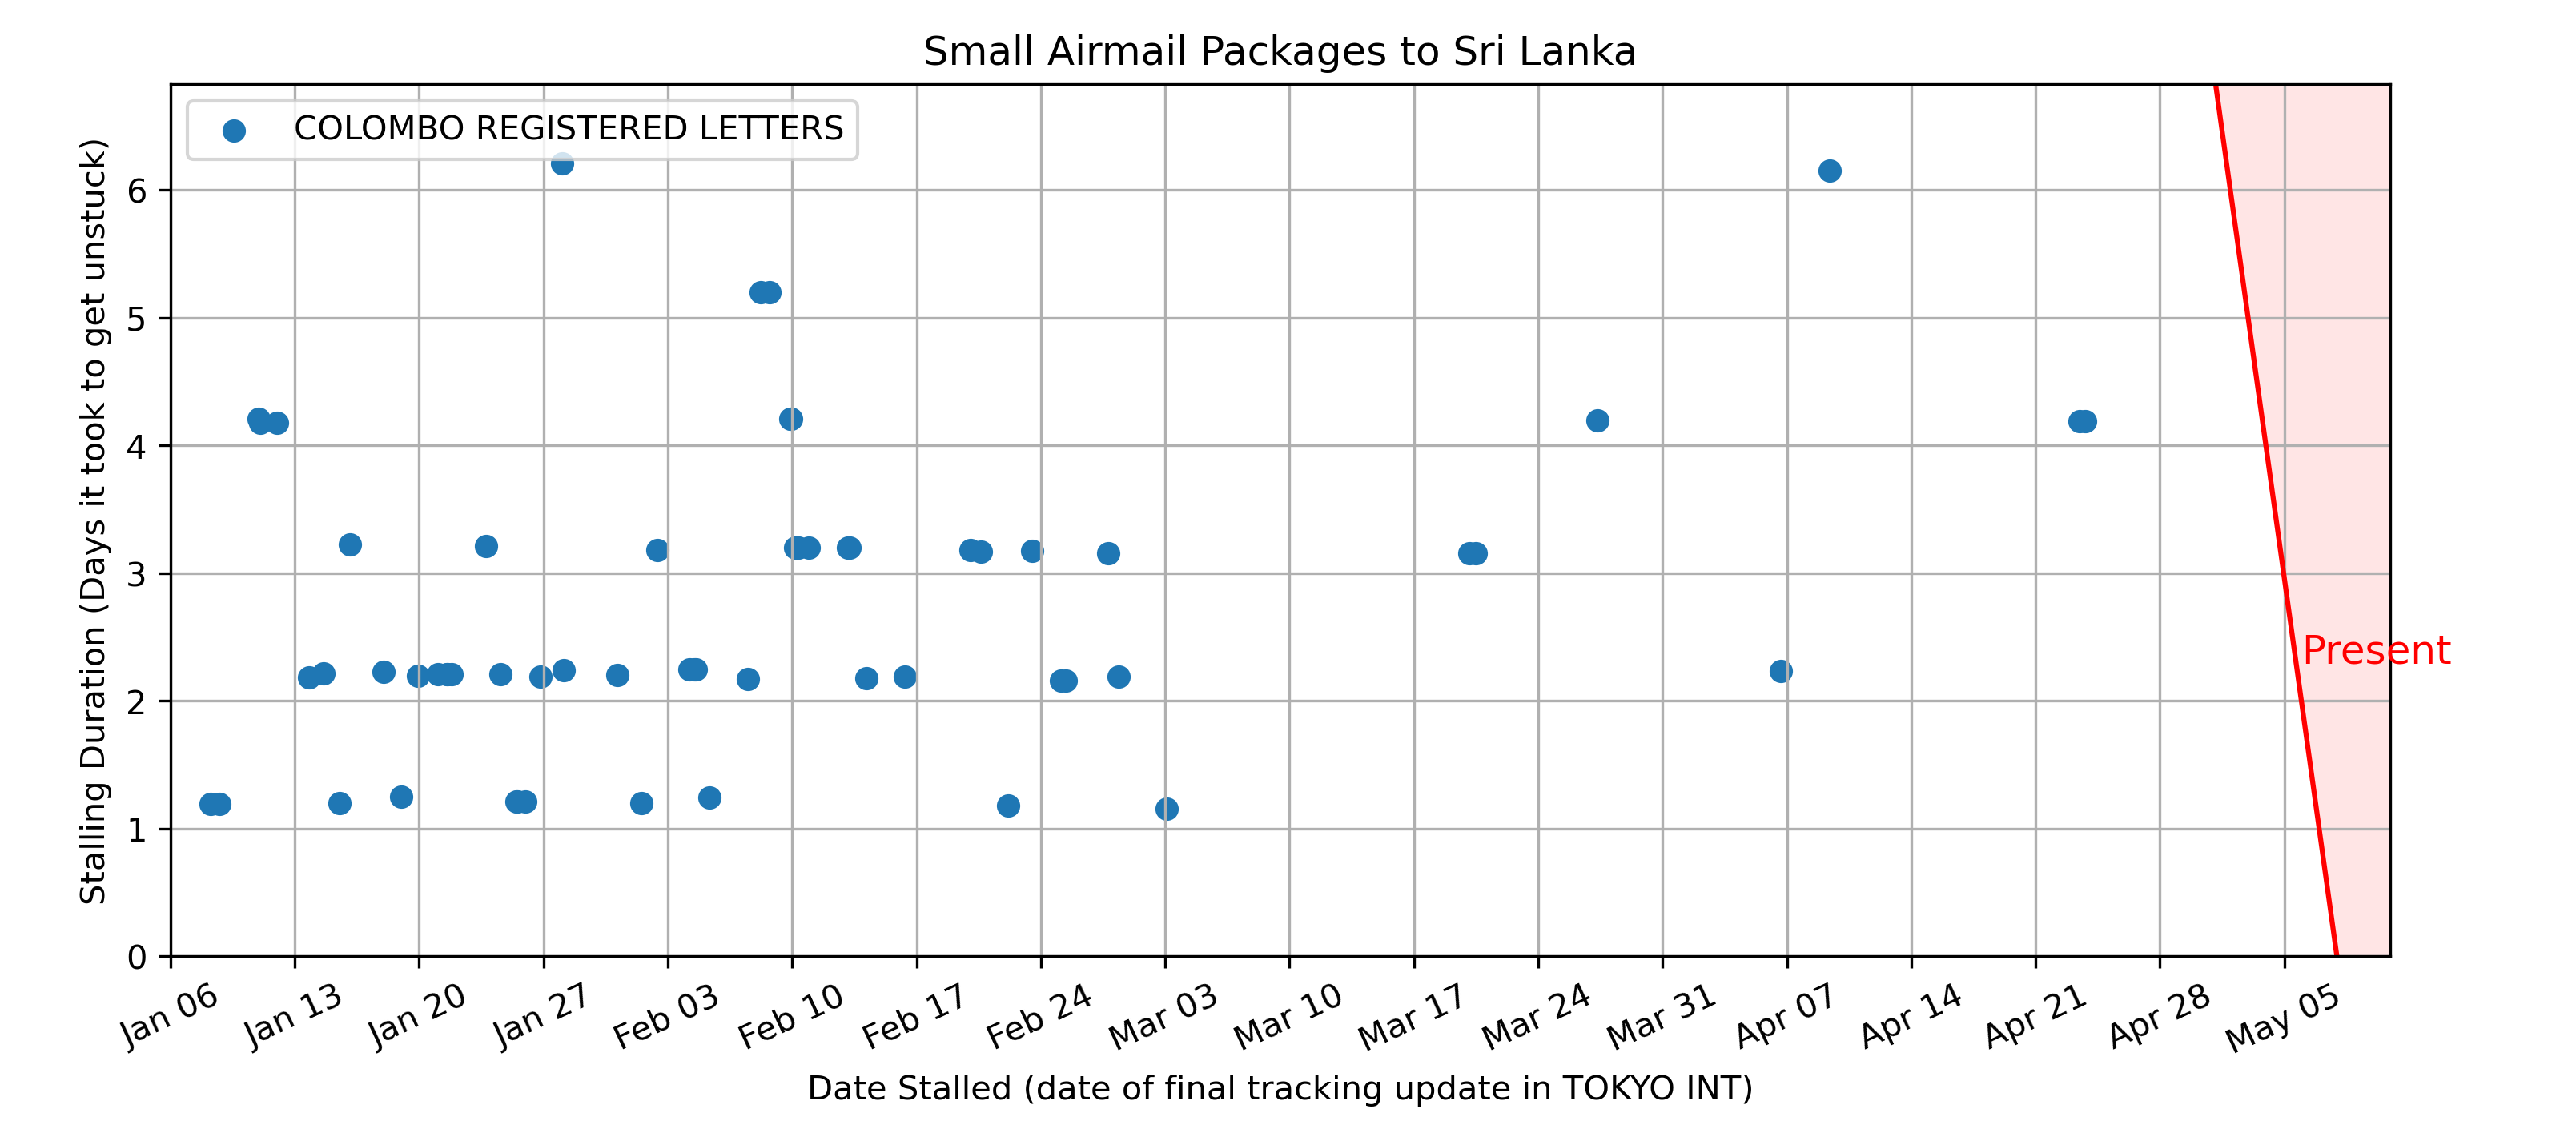 Small Airmail Packages to Sri Lanka
COLOMBO REGISTERED LETTERS
Stalling Duration (Days it took to get unstuck)
6
5
4
3
2
1
0
Present
Jan 06
Jan 13
Jan 20
Jan 27
Feb 03
Feb 10
Feb 17
Feb 24
Mar 03
Mar 10
Mar 17
Mar 24
Mar 31
Apr 07
Apr 14
Apr 21
Apr 28
May 05
Date Stalled (date of final tracking update in TOKYO INT)